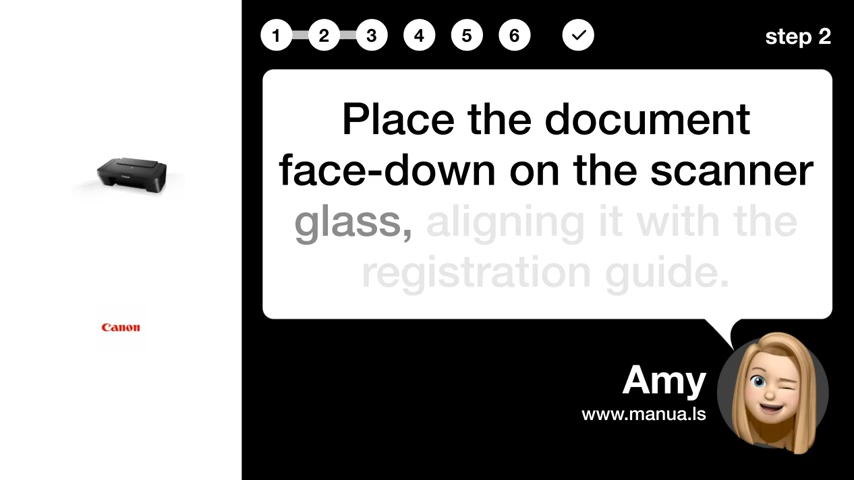 1 2 3 4 5 6 step 2
Place the document
face-down on the scanner
glass, aligning it with the
registration guide.
Canon
Amy
www.manua.ls